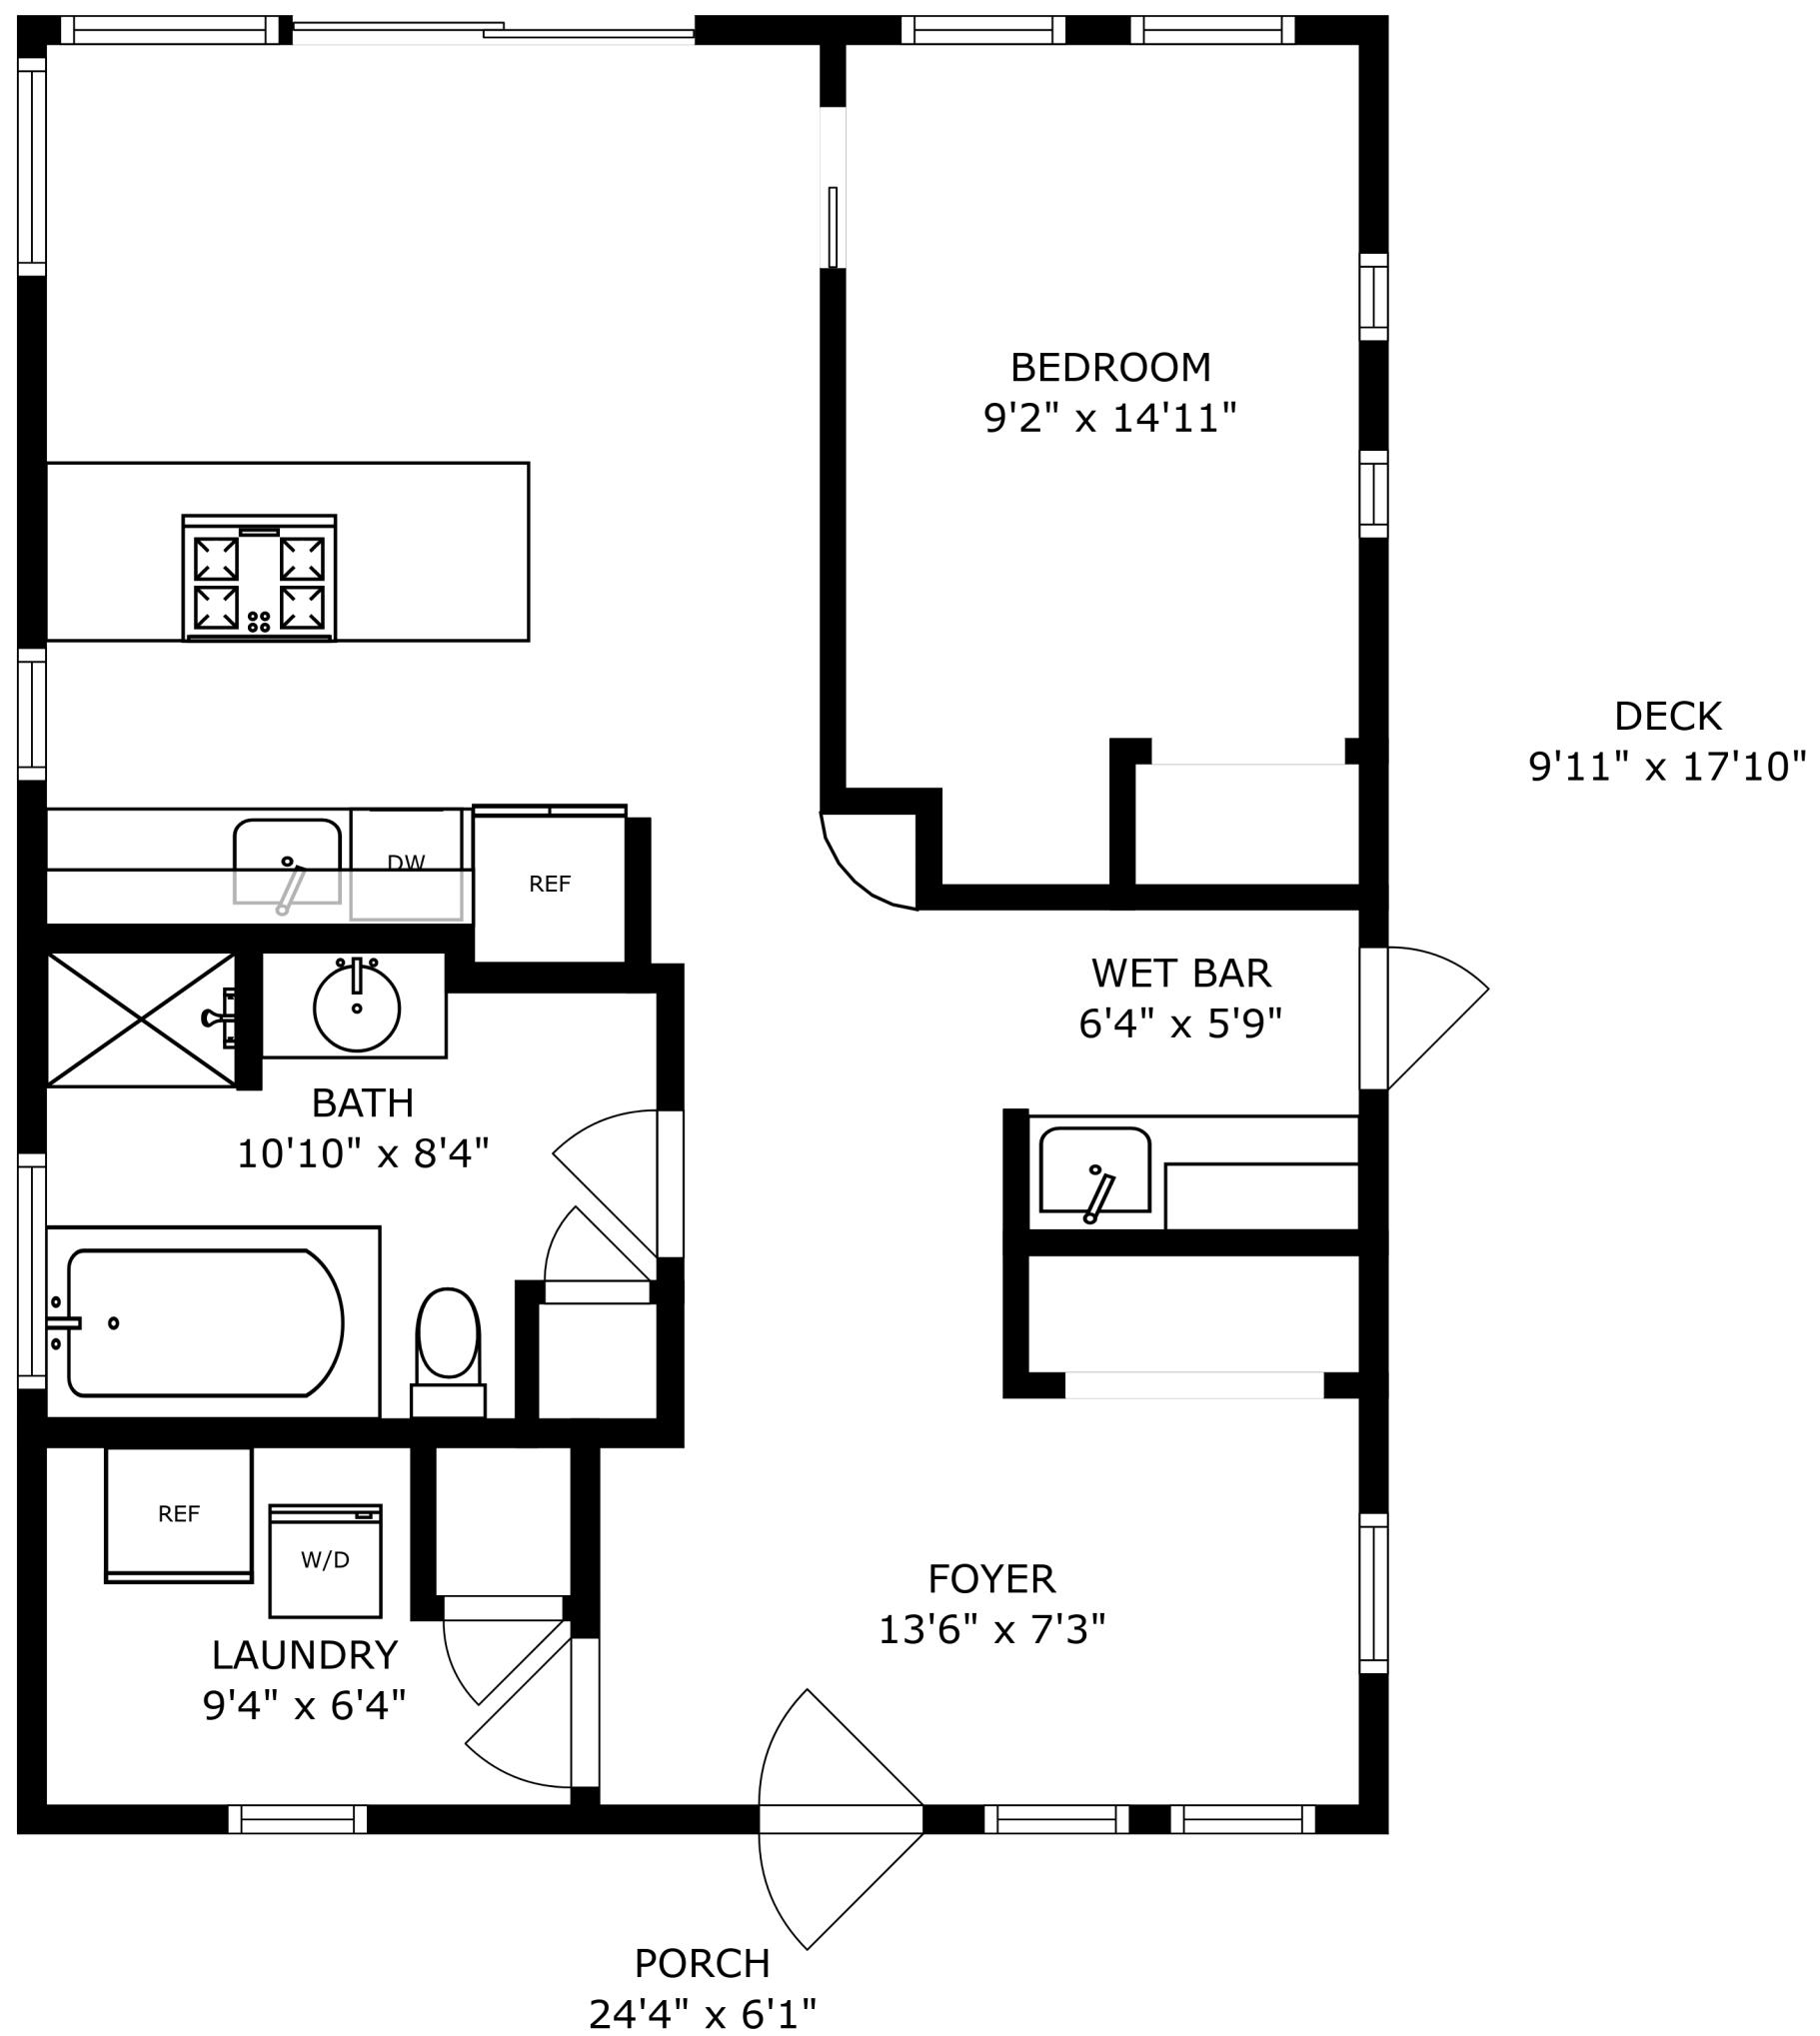 BEDROOM
9'2" x 14'11"
DECK
9'11" x 17'10"
DW
REF
WET BAR
6'4" x 5'9"
BATH
10'10" x 8'4"
REF
W/D
FOYER
13'6" x 7'3"
LAUNDRY
9'4" x 6'4"
PORCH
24'4" x 6'1"